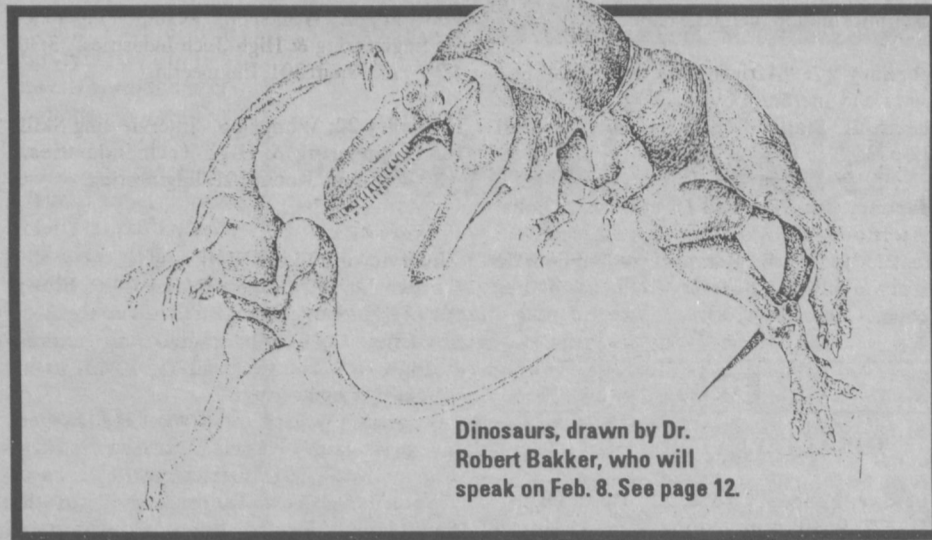 Dinosaurs, drawn by Dr.
Robert Bakker, who will
speak on Feb. 8. See page 12.